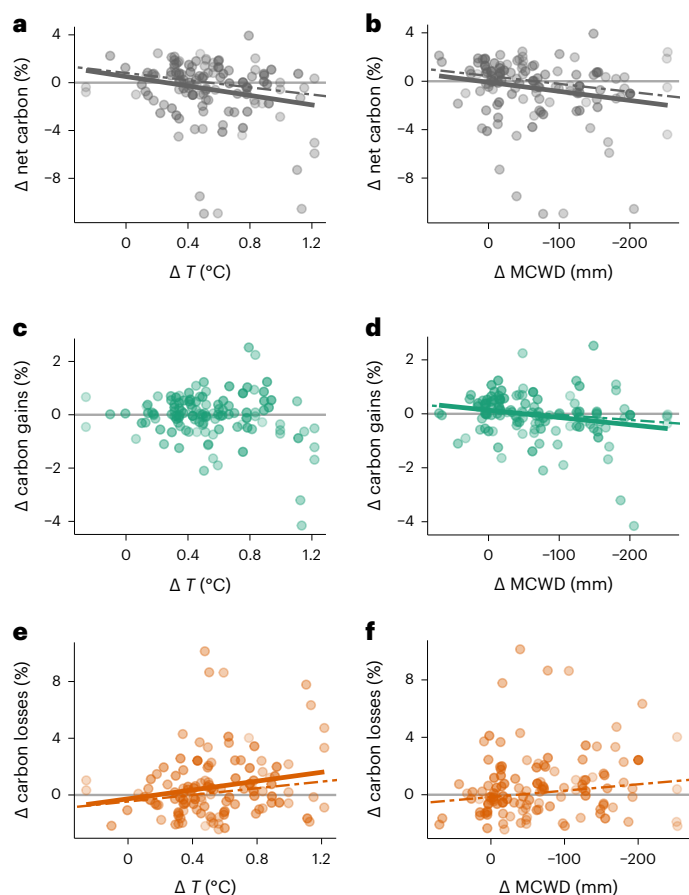 a
Δ net carbon (%)
4
0
−4
−8
0 0.4 0.8 1.2
Δ T (°C)
b
Δ net carbon (%)
4
0
−4
−8
0 −100 −200
Δ MCWD (mm)
c
Δ carbon gains (%)
2
0
−2
−4
0 0.4 0.8 1.2
Δ T (°C)
d
Δ carbon gains (%)
2
0
−2
−4
0 −100 −200
Δ MCWD (mm)
e
Δ carbon losses (%)
8
4
0
0 0.4 0.8 1.2
Δ T (°C)
f
Δ carbon losses (%)
8
4
0
0 −100 −200
Δ MCWD (mm)